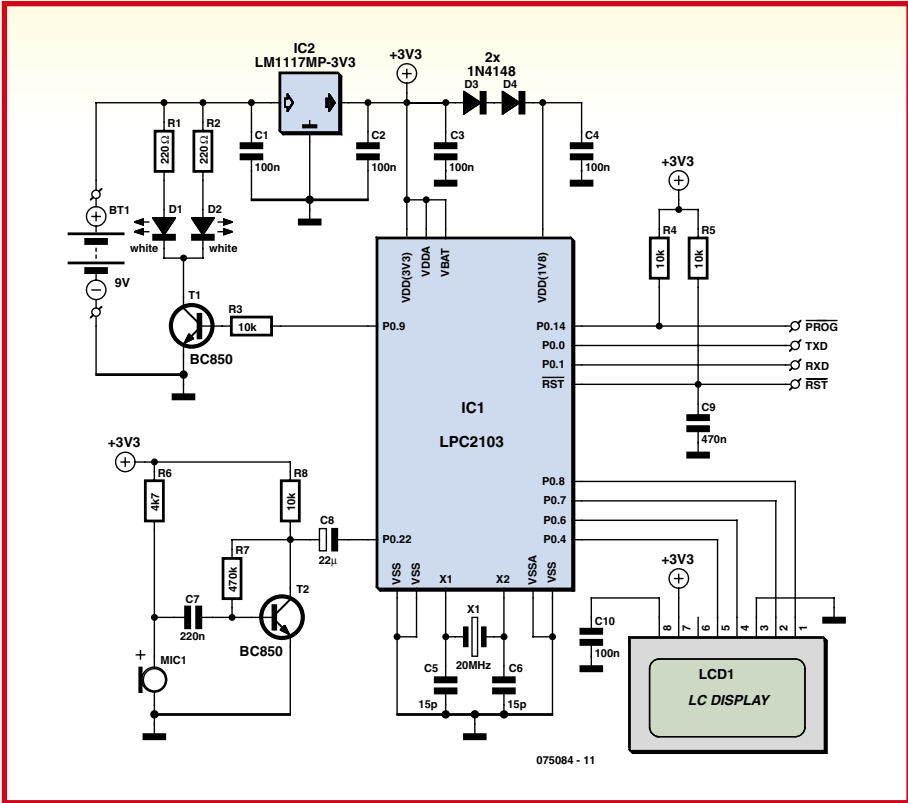 IC2
LM1117MP-3V3
+3V3
2x
1N4148
D3
D4
R1
220Ω
R2
220Ω
C1
100n
C2
100n
C3
100n
C4
100n
BT1
9V
D1
white
D2
white
T1
BC850
R3
10k
VDD(3V3)
VDDA
VBAT
VDD(1V8)
P0.9
P0.14
P0.0
P0.1
RST
IC1
LPC2103
+3V3
R4
10k
R5
10k
PROG
TXD
RXD
RST
C9
470n
+3V3
R6
4k7
R8
10k
C8
22µ
R7
470k
C7
220n
T2
BC850
+
MIC1
P0.22
P0.8
P0.7
P0.6
P0.4
VSS
VSS
X1
X2
VSSA
VSS
X1
20MHz
C5
15p
C6
15p
+3V3
C10
100n
8
7
6
5
4
3
2
1
LCD1
LC DISPLAY
075084 - 11